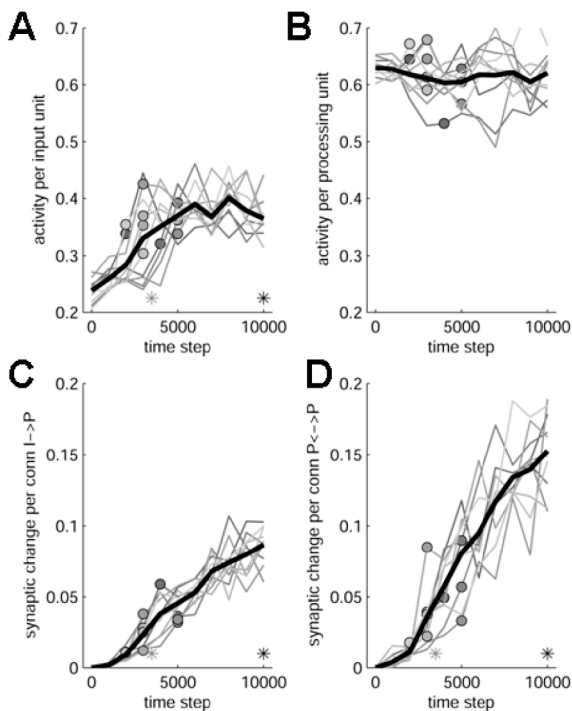 A
B
activity per input unit
0.7
0.6
0.5
0.4
0.3
0.2
0 5000 10000
time step
activity per processing unit
0.7
0.6
0.5
0.4
0.3
0.2
0 5000 10000
time step
C
D
synaptic change per conn I->P
0.2
0.15
0.1
0.05
0
0 5000 10000
time step
synaptic change per conn P<->P
0.2
0.15
0.1
0.05
0
0 5000 10000
time step